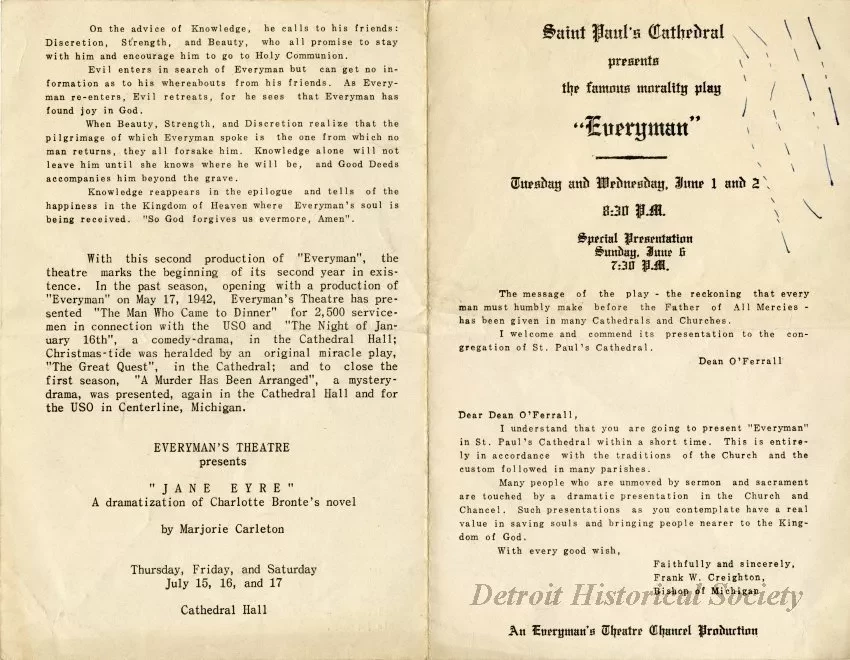 On the advice of Knowledge, he calls to his friends:
Discretion, Strength, and Beauty, who all promise to stay
with him and encourage him to go to Holy Communion.
Evil enters in search of Everyman but can get no in-
formation as to his whereabouts from his friends. As Every-
man re-enters, Evil retreats, for he sees that Everyman has
found joy in God.
When Beauty, Strength, and Discretion realize that the
pilgrimage of which Everyman spoke is the one from which no
man returns, they all forsake him. Knowledge alone will not
leave him until she knows where he will be, and Good Deeds
accompanies him beyond the grave.
Knowledge reappears in the epilogue and tells of the
happiness in the Kingdom of Heaven where Everyman's soul is
being received. "So God forgives us evermore, Amen".
With this second production of "Everyman", the
theatre marks the beginning of its second year in exis-
tence. In the past season, opening with a production of
"Everyman" on May 17, 1942, Everyman's Theatre has pre-
sented "The Man Who Came to Dinner" for 2,500 service-
men in connection with the USO and "The Night of Jan-
uary 16th", a comedy-drama, in the Cathedral Hall;
Christmas-tide was heralded by an original miracle play,
"The Great Quest", in the Cathedral; and to close the
first season, "A Murder Has Been Arranged", a mystery-
drama, was presented, again in the Cathedral Hall and for
the USO in Centerline, Michigan.
EVERYMAN'S THEATRE
presents
"JANE EYRE"
A dramatization of Charlotte Bronte's novel
by Marjorie Carleton
Thursday, Friday, and Saturday
July 15, 16, and 17
Cathedral Hall
Saint Paul's Cathedral
presents
the famous morality play
"Everyman"
Tuesday and Wednesday, June 1 and 2
8:30 P.M.
Special Presentation
Sunday, June 6
7:30 P.M.
The message of the play - the reckoning that every
man must humbly make before the Father of All Mercies -
has been given in many Cathedrals and Churches.
I welcome and commend its presentation to the con-
gregation of St. Paul's Cathedral.
Dean O'Ferrall
Dear Dean O'Ferrall,
I understand that you are going to present "Everyman"
in St. Paul's Cathedral within a short time. This is entire-
ly in accordance with the traditions of the Church and the
custom followed in many parishes.
Many people who are unmoved by sermon and sacrament
are touched by a dramatic presentation in the Church and
Chancel. Such presentations as you contemplate have a real
value in saving souls and bringing people nearer to the King-
dom of God.
With every good wish,
Faithfully and sincerely,
Frank W. Creighton,
Bishop of Michigan
Detroit Historical Society
An Everyman's Theatre Chancel Production